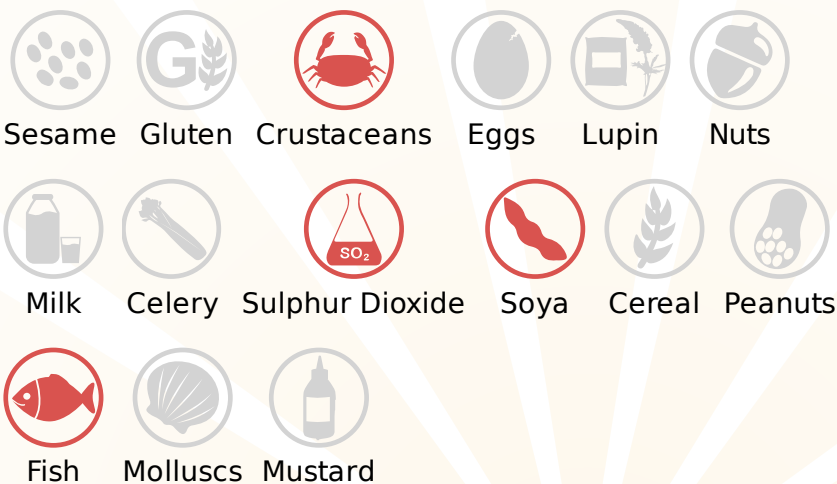 G
Sesame Gluten Crustaceans Eggs Lupin Nuts
SO₂
Milk Celery Sulphur Dioxide Soya Cereal Peanuts
Fish Molluscs Mustard